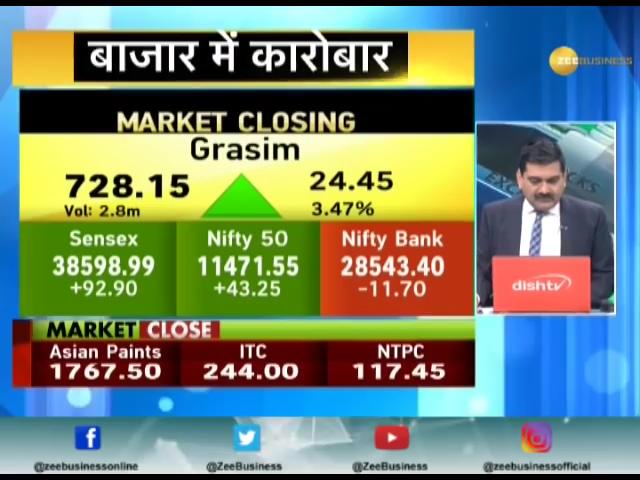 बाजार में कारोबार
ZEEBUSINESS
MARKET CLOSING
Grasim
728.15
24.45
Vol: 2.8m
3.47%
Sensex
38598.99
+92.90
Nifty 50
11471.55
+43.25
Nifty Bank
28543.40
-11.70
dishtv
MARKET CLOSE
Asian Paints
1767.50
ITC
244.00
NTPC
117.45
@zeebusinessonline
@ZeeBusiness
@ZeeBusiness
@zeebusinessofficial